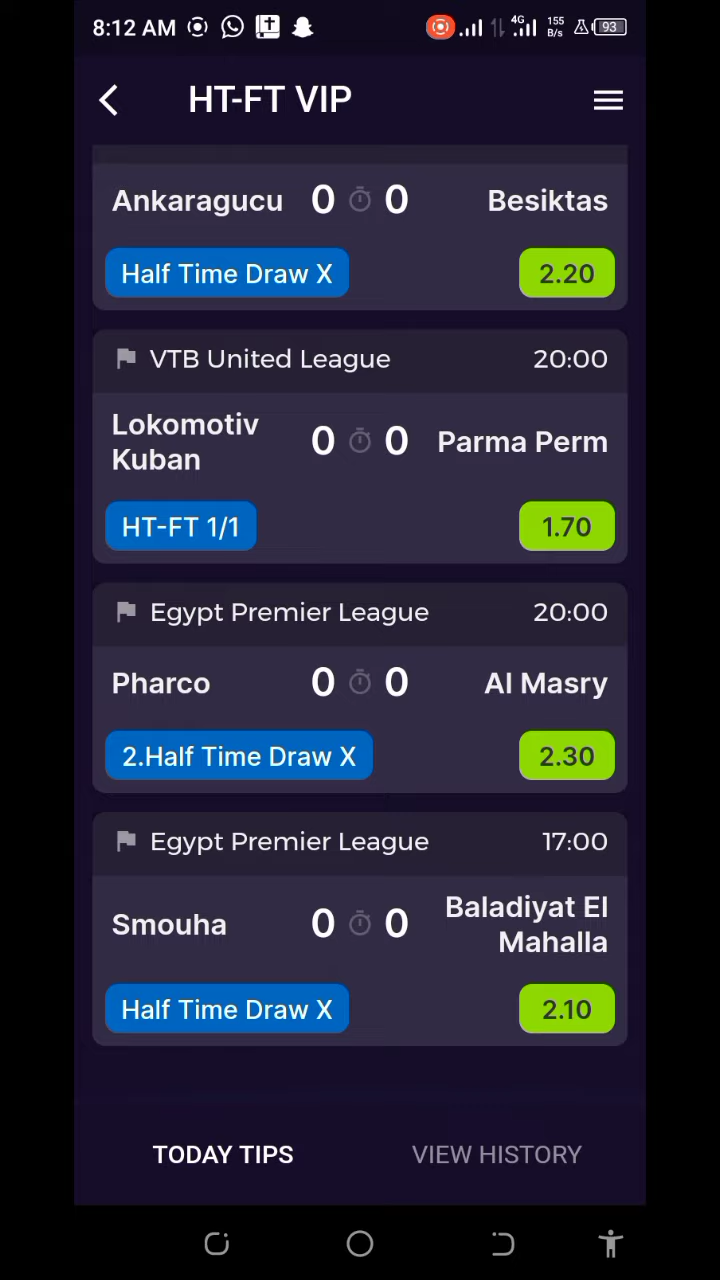 8:12 AM 4G 155 B/s 93
HT-FT VIP
Ankaragucu 0 0 Besiktas
Half Time Draw X 2.20
VTB United League 20:00
Lokomotiv Kuban 0 0 Parma Perm
HT-FT 1/1 1.70
Egypt Premier League 20:00
Pharco 0 0 Al Masry
2.Half Time Draw X 2.30
Egypt Premier League 17:00
Smouha 0 0 Baladiyat El Mahalla
Half Time Draw X 2.10
TODAY TIPS VIEW HISTORY